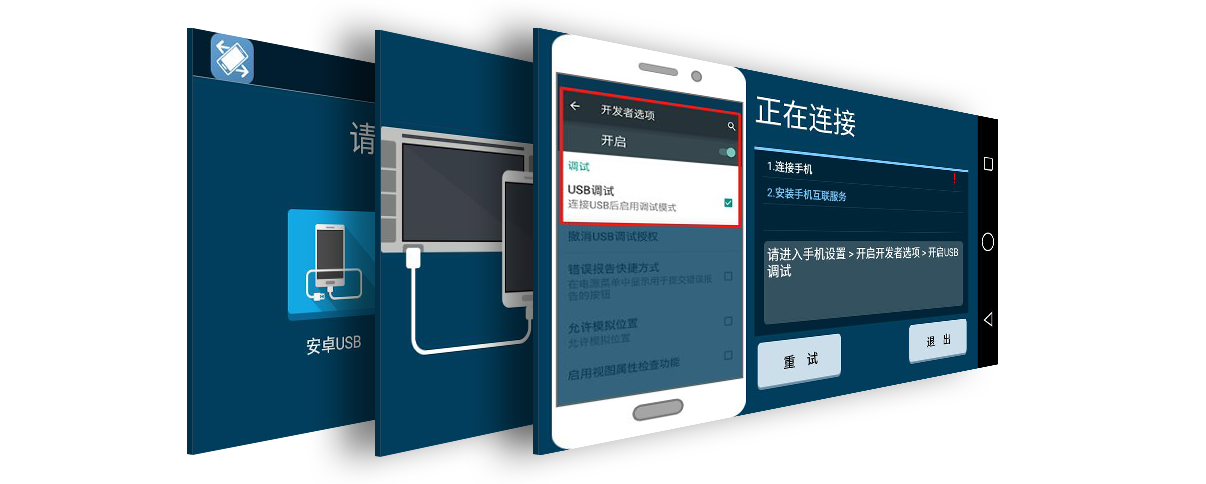 请
安卓USB
开发者选项
开启
调试
USB调试
连接USB后启用调试模式
撤消USB调试授权
错误报告快捷方式
在电源菜单中显示用于提交错误报
告的按钮
允许模拟位置
允许模拟位置
启用视图属性检查功能
正在连接
1.连接手机
!
2.安装手机互联服务
请进入手机设置 > 开启开发者选项 > 开启USB
调试
重 试
退 出